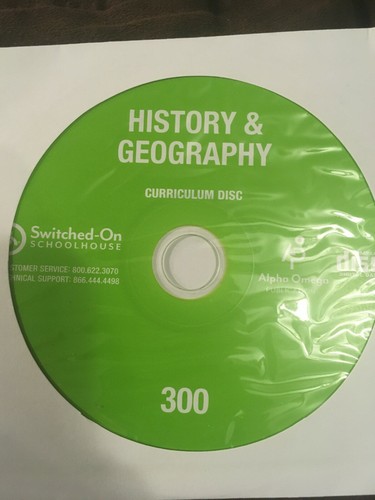 HISTORY &
GEOGRAPHY
CURRICULUM DISC
Switched-On
SCHOOLHOUSE
STOMER SERVICE: 800.622.3070
HNICAL SUPPORT: 866.444.4498
Alpha Omega
300